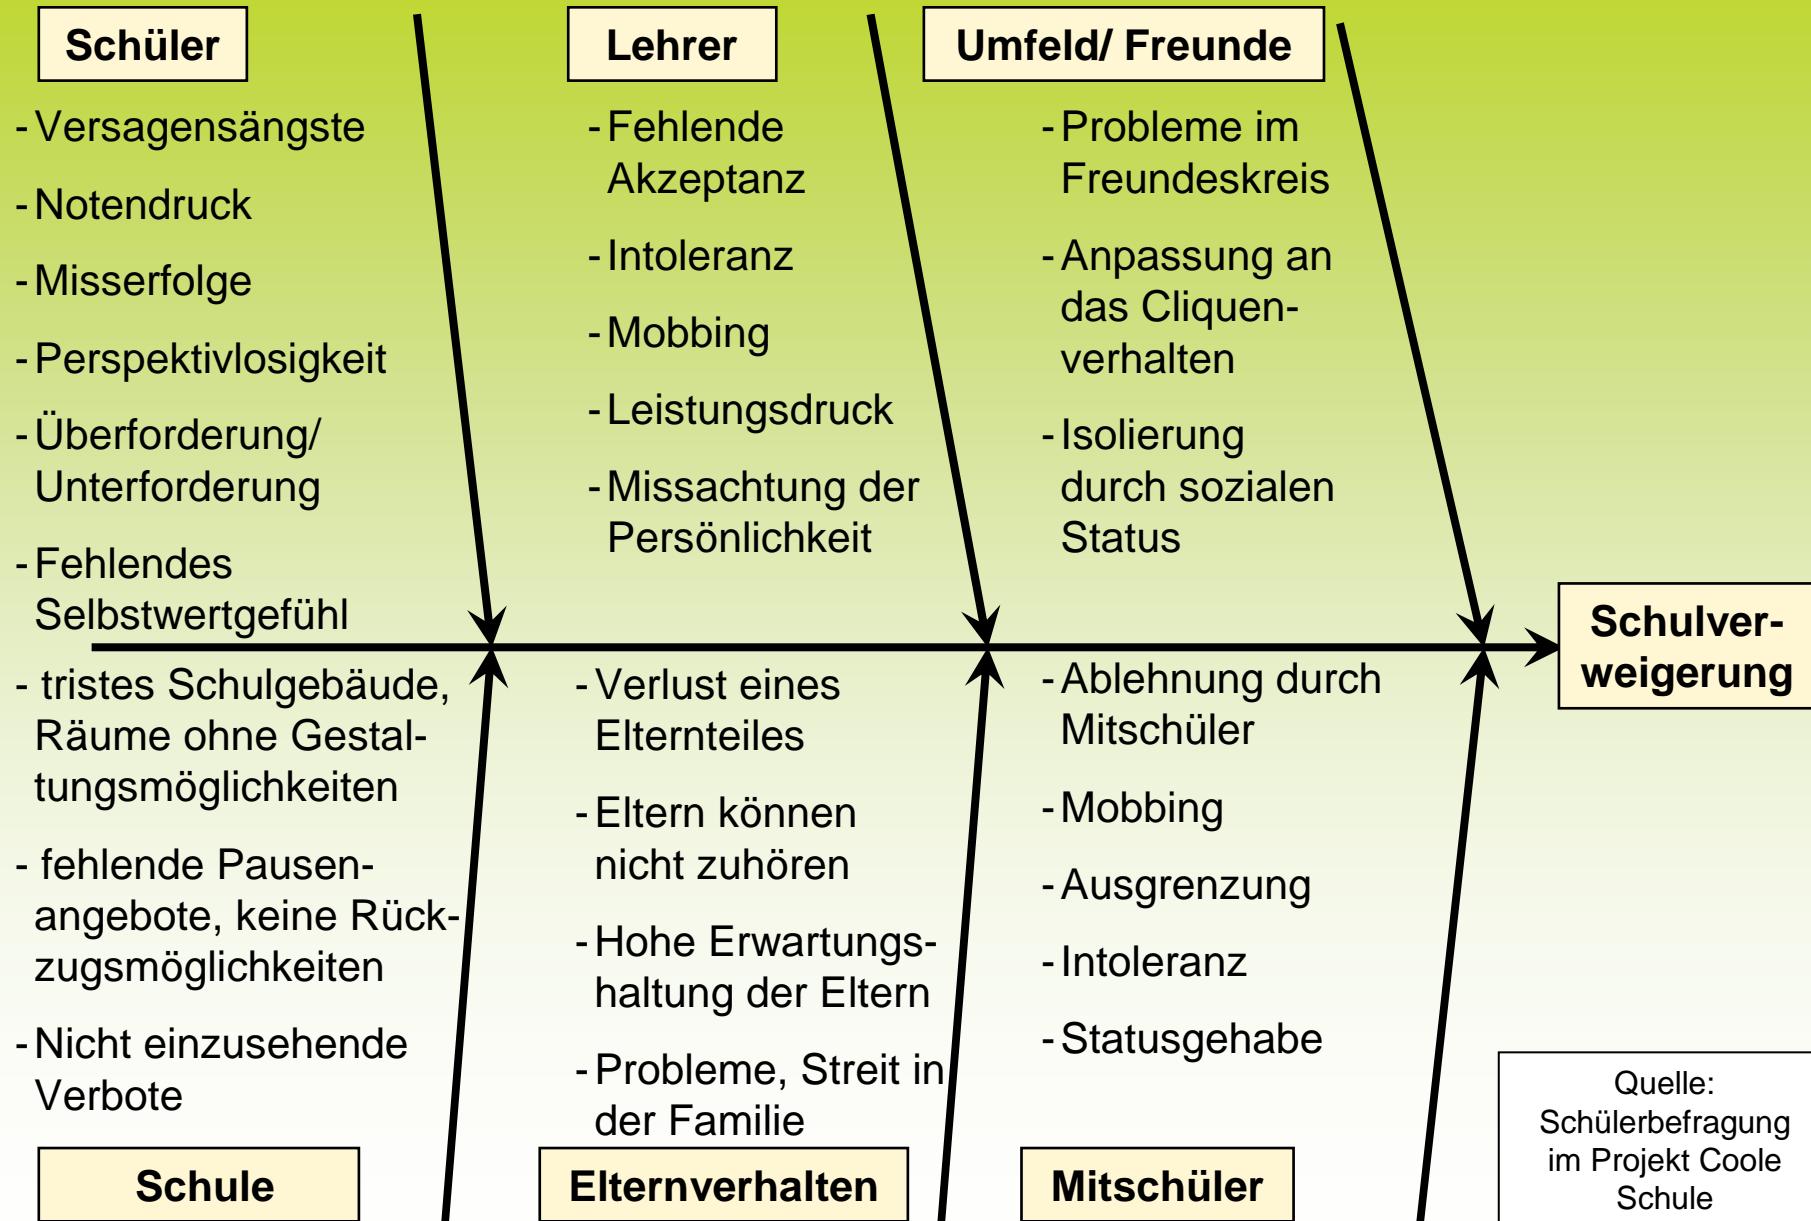 Schüler
- Versagensängste
- Notendruck
- Misserfolge
- Perspektivlosigkeit
- Überforderung/
Unterforderung
- Fehlendes
Selbstwertgefühl
Lehrer
- Fehlende
Akzeptanz
- Intoleranz
- Mobbing
- Leistungsdruck
- Missachtung der
Persönlichkeit
Umfeld/ Freunde
- Probleme im
Freundeskreis
- Anpassung an
das Cliquen-
verhalten
- Isolierung
durch sozialen
Status
Schulver-
weigerung
- tristes Schulgebäude,
Räume ohne Gestal-
tungsmöglichkeiten
- fehlende Pausen-
angebote, keine Rück-
zugsmöglichkeiten
- Nicht einzusehende
Verbote
Schule
- Verlust eines
Elternteiles
- Eltern können
nicht zuhören
- Hohe Erwartungs-
haltung der Eltern
- Probleme, Streit in
der Familie
Elternverhalten
- Ablehnung durch
Mitschüler
- Mobbing
- Ausgrenzung
- Intoleranz
- Statusgehabe
Mitschüler
Quelle:
Schülerbefragung
im Projekt Coole
Schule